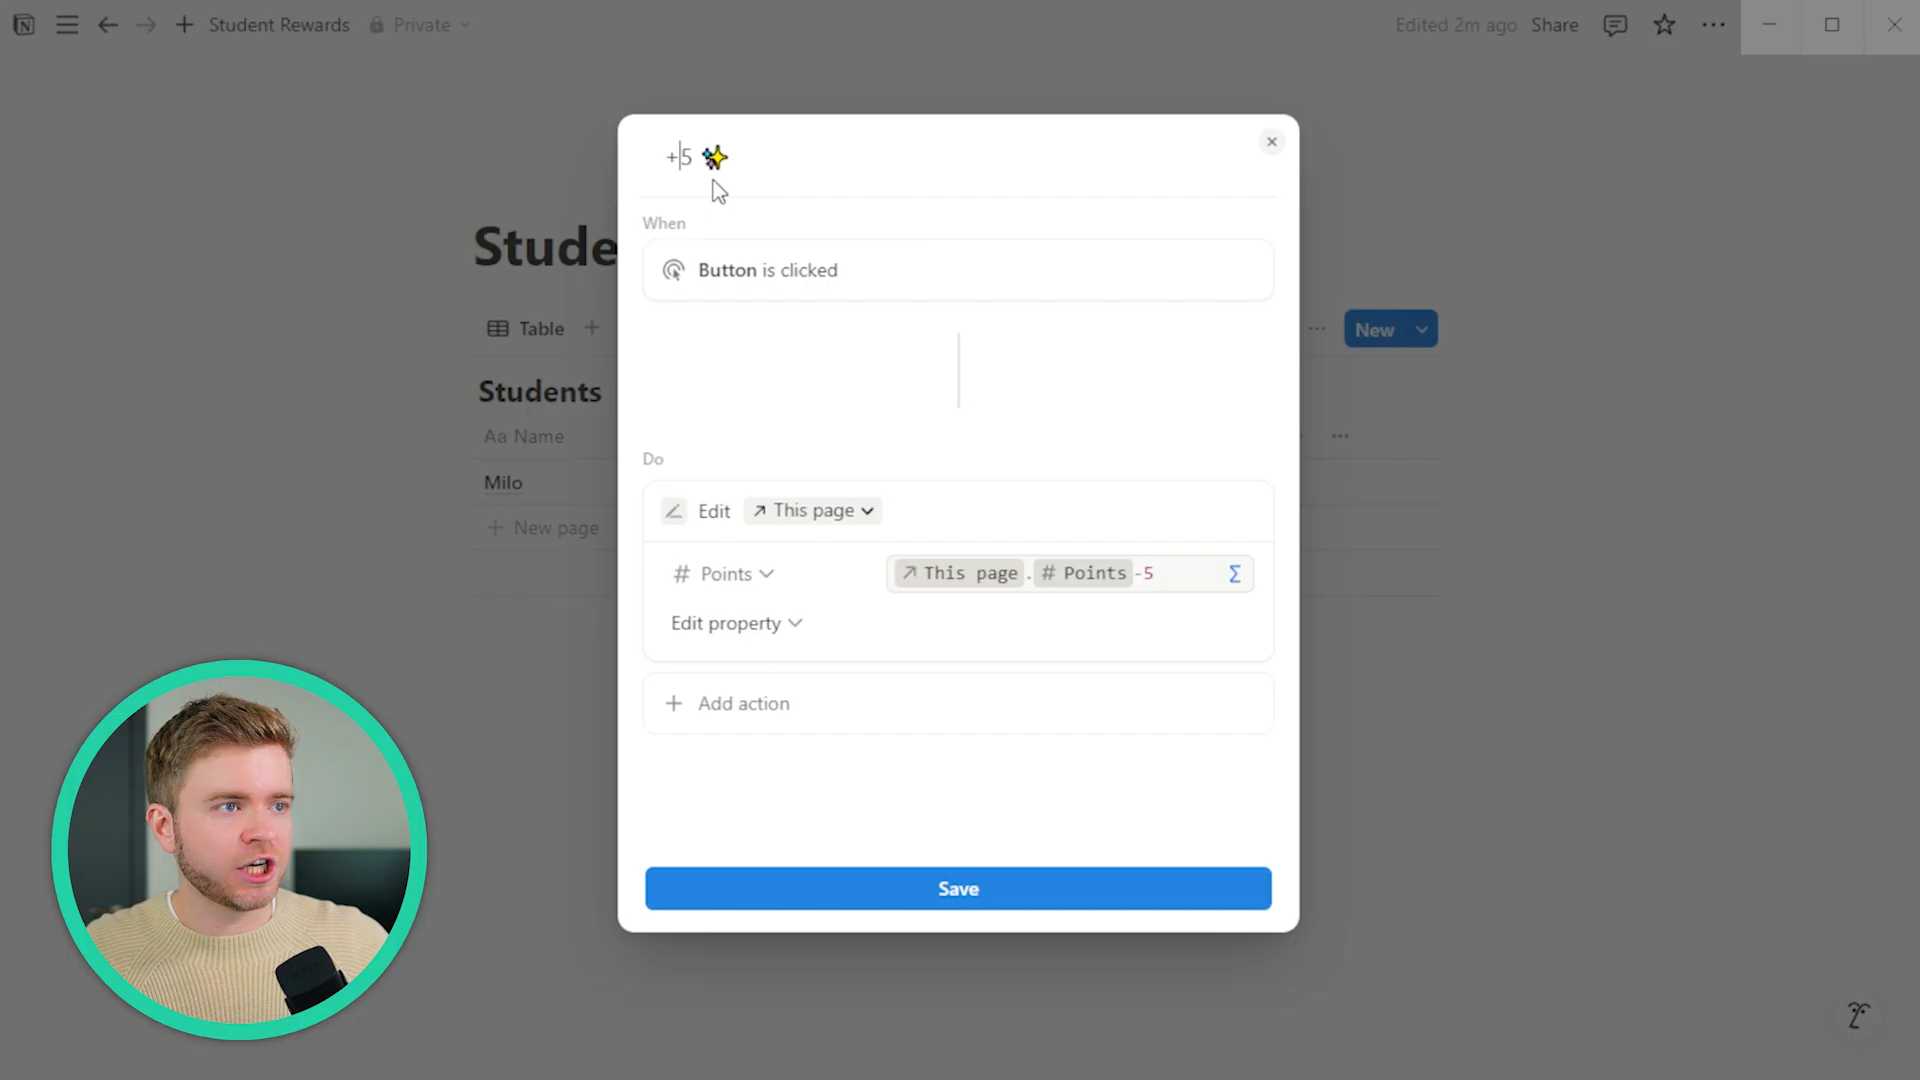 Student Rewards Private
Edited 2m ago Share
+5 ✨
When
Button is clicked
Stude
Table
New
Students
Aa Name
Do
Milo
Edit This page
New page
# Points This page . # Points -5 Σ
Edit property
Add action
Save